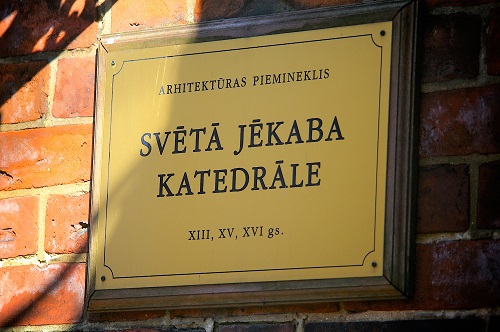 ARHITEKTŪRAS PIEMINEKLIS
SVĒTĀ JĒKABA
KATEDRĀLE
XIII, XV, XVI gs.